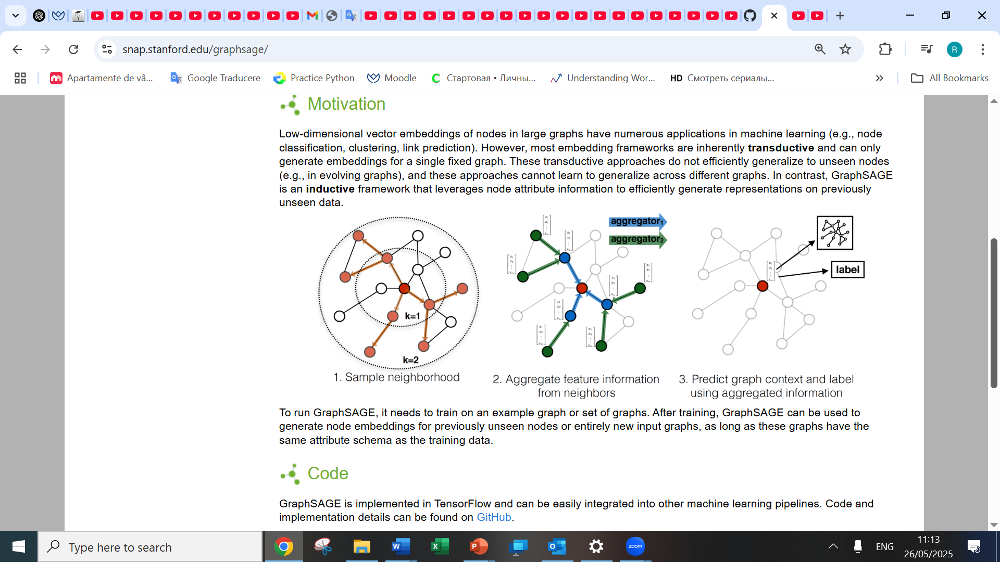 snap.stanford.edu/graphsage/
R
Apartamente de vâ...
Google Traducere
Practice Python
Moodle
Стартовая • Личны...
Understanding Wor...
HD Смотреть сериалы...
All Bookmarks
Motivation
Low-dimensional vector embeddings of nodes in large graphs have numerous applications in machine learning (e.g., node
classification, clustering, link prediction). However, most embedding frameworks are inherently transductive and can only
generate embeddings for a single fixed graph. These transductive approaches do not efficiently generalize to unseen nodes
(e.g., in evolving graphs), and these approaches cannot learn to generalize across different graphs. In contrast, GraphSAGE
is an inductive framework that leverages node attribute information to efficiently generate representations on previously
unseen data.
aggregator1
aggregator2
label
k=1
k=2
1. Sample neighborhood
2. Aggregate feature information
from neighbors
3. Predict graph context and label
using aggregated information
To run GraphSAGE, it needs to train on an example graph or set of graphs. After training, GraphSAGE can be used to
generate node embeddings for previously unseen nodes or entirely new input graphs, as long as these graphs have the
same attribute schema as the training data.
Code
GraphSAGE is implemented in TensorFlow and can be easily integrated into other machine learning pipelines. Code and
implementation details can be found on GitHub.
Type here to search
zoom
ENG
11:13
26/05/2025